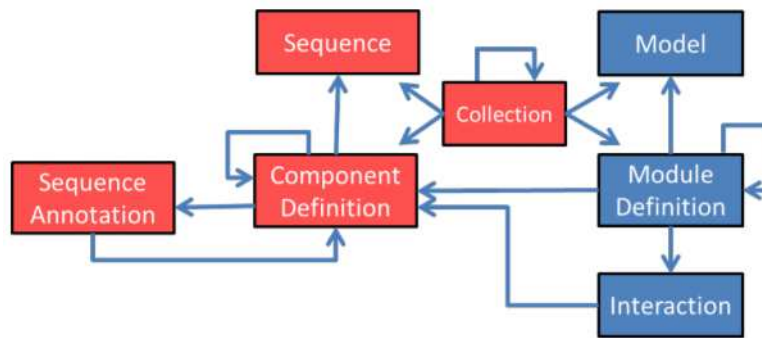 Sequence
Model
Collection
Sequence
Annotation
Component
Definition
Module
Definition
Interaction